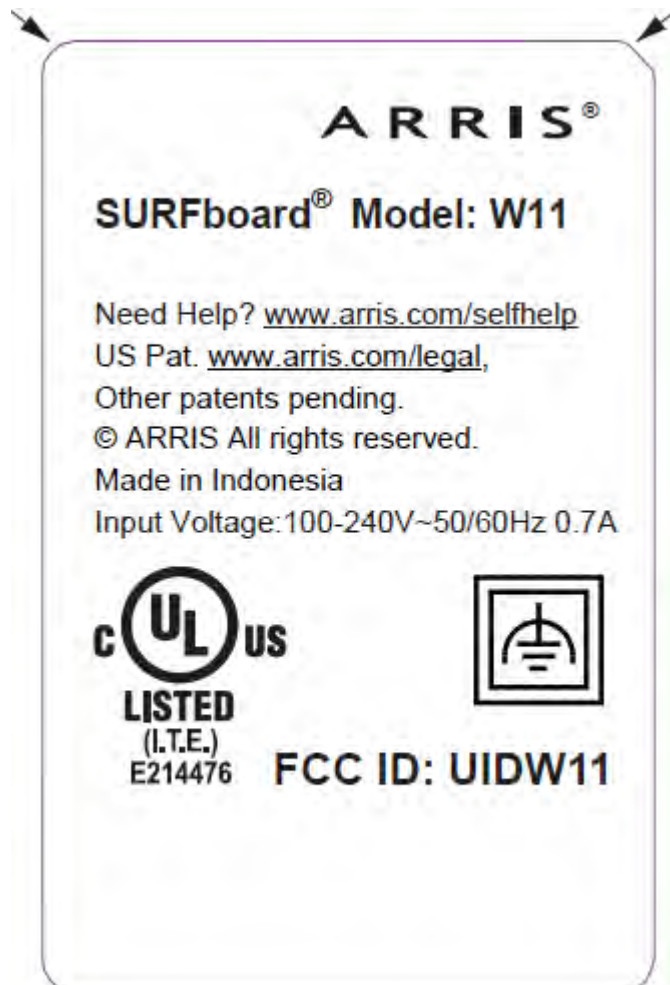 ARRIS®
SURFboard® Model: W11
Need Help? www.arris.com/selfhelp
US Pat. www.arris.com/legal,
Other patents pending.
© ARRIS All rights reserved.
Made in Indonesia
Input Voltage:100-240V~50/60Hz 0.7A
C UL US
LISTED
(I.T.E.)
E214476
FCC ID: UIDW11